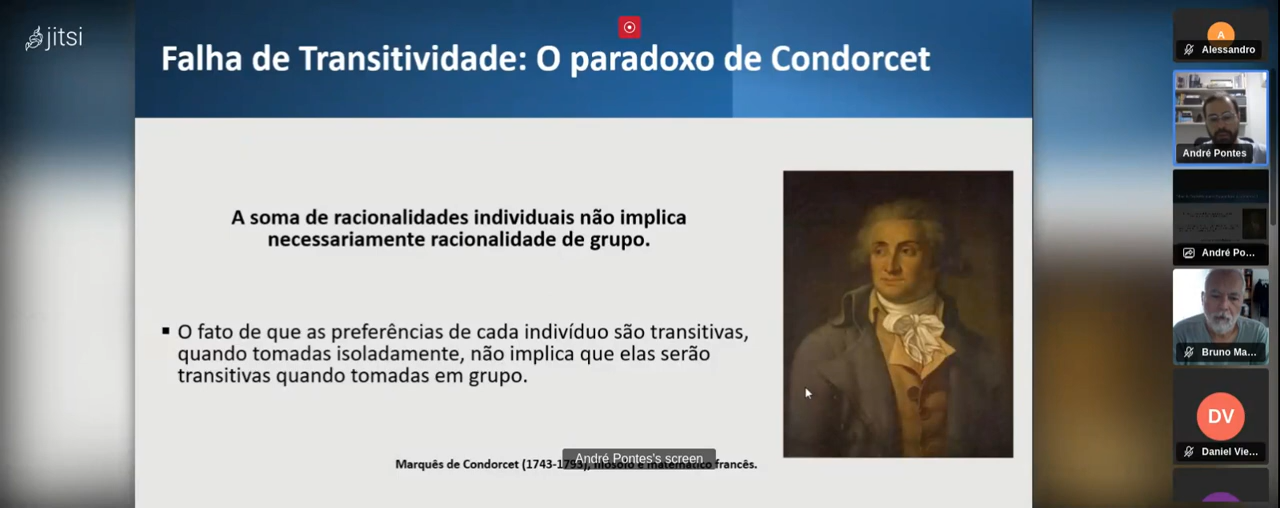 jitsi
Falha de Transitividade: O paradoxo de Condorcet
A soma de racionalidades individuais não implica
necessariamente racionalidade de grupo.
▪ O fato de que as preferências de cada indivíduo são transitivas,
quando tomadas isoladamente, não implica que elas serão
transitivas quando tomadas em grupo.
Marquês de Condorcet (1743-1793), filósofo e matemático francês.
André Pontes's screen
A
Alessandro
André Pontes
André Po...
Bruno Ma...
DV
Daniel Vie...